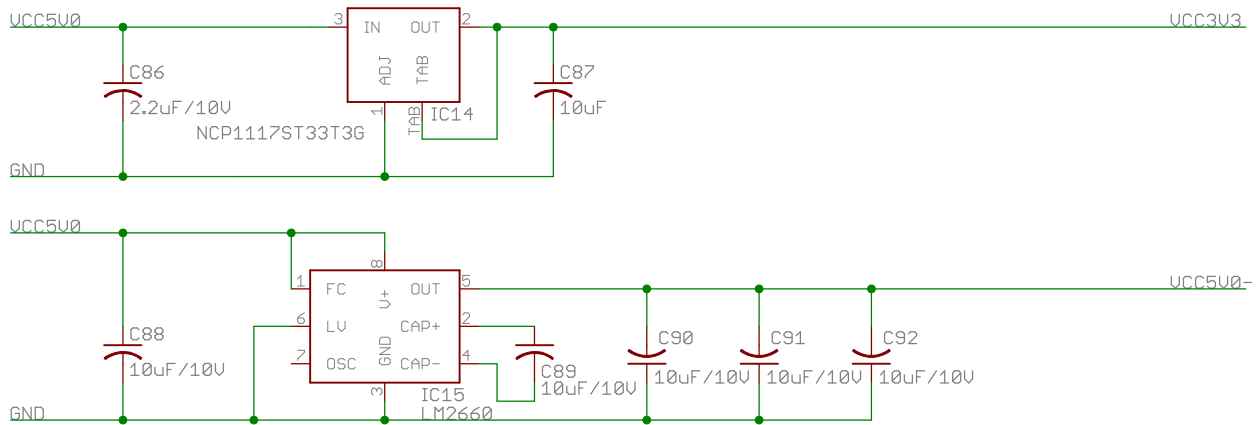 VCC5V0
3
IN
OUT
2
VCC3V3
ADJ
TAB
C86
2.2uF/10V
C87
10uF
1
TAB
IC14
NCP1117ST33T3G
GND
VCC5V0
8
1
FC
V+
OUT
5
VCC5V0-
6
LV
CAP+
2
7
OSC
GND
CAP-
4
C88
10uF/10V
C89
10uF/10V
C90
10uF/10V
C91
10uF/10V
C92
10uF/10V
3
IC15
LM2660
GND